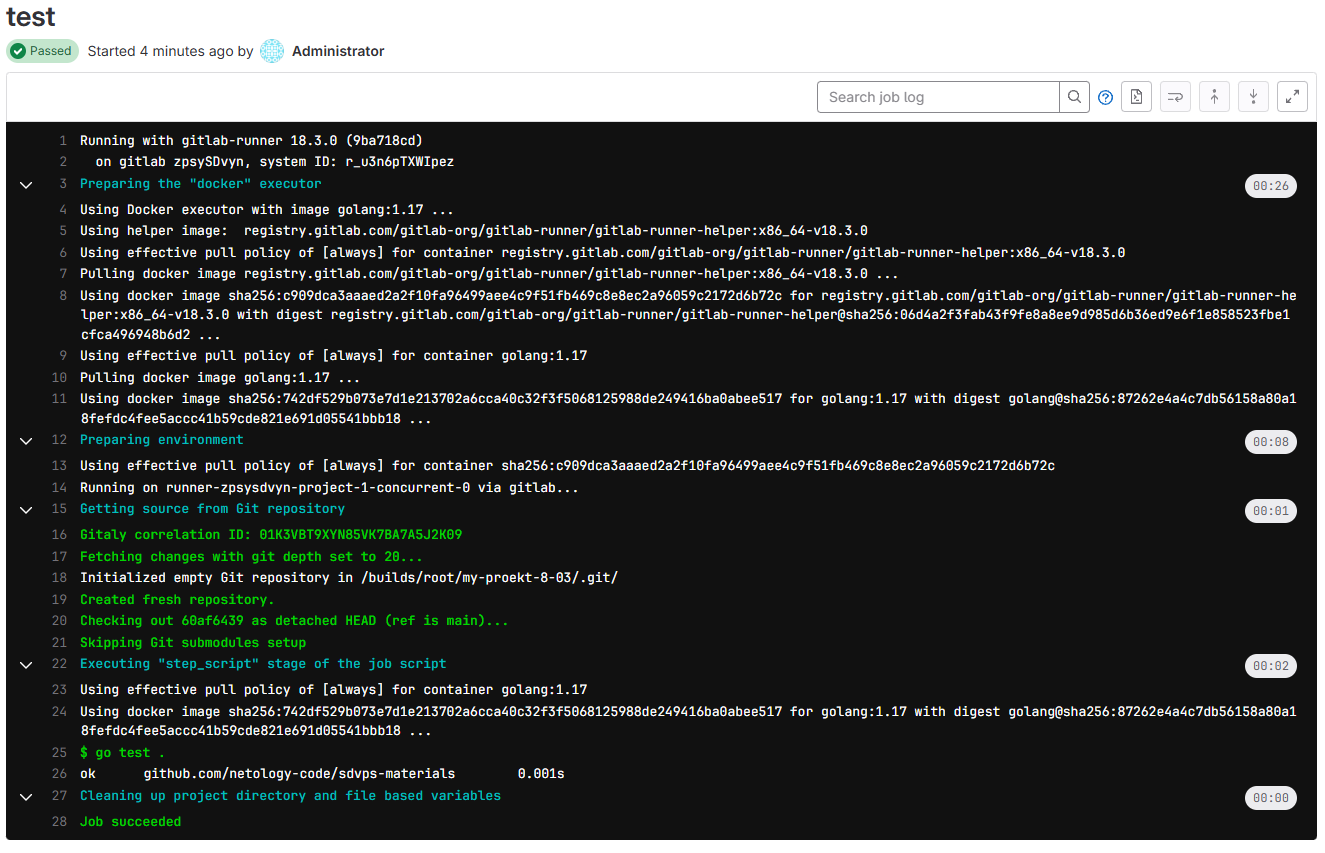 test
Passed Started 4 minutes ago by Administrator
Search job log
1 Running with gitlab-runner 18.3.0 (9ba718cd)
2 on gitlab zpsySDvyn, system ID: r_u3n6pTXWIpez
3 Preparing the "docker" executor 00:26
4 Using Docker executor with image golang:1.17 ...
5 Using helper image:  registry.gitlab.com/gitlab-org/gitlab-runner/gitlab-runner-helper:x86_64-v18.3.0
6 Using effective pull policy of [always] for container registry.gitlab.com/gitlab-org/gitlab-runner/gitlab-runner-helper:x86_64-v18.3.0
7 Pulling docker image registry.gitlab.com/gitlab-org/gitlab-runner/gitlab-runner-helper:x86_64-v18.3.0 ...
8 Using docker image sha256:c909dca3aaaed2a2f10fa96499aee4c9f51fb469c8e8ec2a96059c2172d6b72c for registry.gitlab.com/gitlab-org/gitlab-runner/gitlab-runner-he
lper:x86_64-v18.3.0 with digest registry.gitlab.com/gitlab-org/gitlab-runner/gitlab-runner-helper@sha256:06d4a2f3fab43f9fe8a8ee9d985d6b36ed9e6f1e858523fbe1
cfca496948b6d2 ...
9 Using effective pull policy of [always] for container golang:1.17
10 Pulling docker image golang:1.17 ...
11 Using docker image sha256:742df529b073e7d1e213702a6cca40c32f3f5068125988de249416ba0abee517 for golang:1.17 with digest golang@sha256:87262e4a4c7db56158a80a1
8fefdc4fee5accc41b59cde821e691d05541bbb18 ...
12 Preparing environment 00:08
13 Using effective pull policy of [always] for container sha256:c909dca3aaaed2a2f10fa96499aee4c9f51fb469c8e8ec2a96059c2172d6b72c
14 Running on runner-zpsysdvyn-project-1-concurrent-0 via gitlab...
15 Getting source from Git repository 00:01
16 Gitaly correlation ID: 01K3VBT9XYN85VK7BA7A5J2K09
17 Fetching changes with git depth set to 20...
18 Initialized empty Git repository in /builds/root/my-proekt-8-03/.git/
19 Created fresh repository.
20 Checking out 60af6439 as detached HEAD (ref is main)...
21 Skipping Git submodules setup
22 Executing "step_script" stage of the job script 00:02
23 Using effective pull policy of [always] for container golang:1.17
24 Using docker image sha256:742df529b073e7d1e213702a6cca40c32f3f5068125988de249416ba0abee517 for golang:1.17 with digest golang@sha256:87262e4a4c7db56158a80a1
8fefdc4fee5accc41b59cde821e691d05541bbb18 ...
25 $ go test .
26 ok github.com/netology-code/sdvps-materials 0.001s
27 Cleaning up project directory and file based variables 00:00
28 Job succeeded